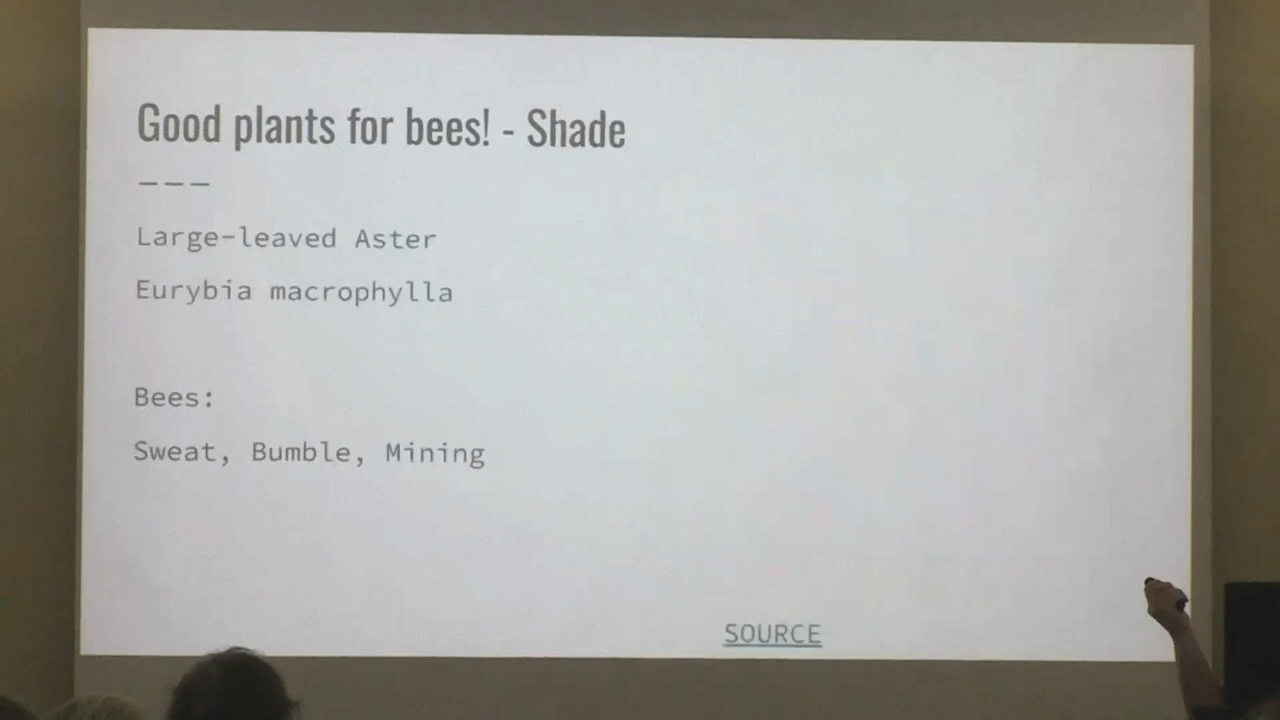 Good plants for bees! - Shade
———
Large-leaved Aster
Eurybia macrophylla
Bees:
Sweat, Bumble, Mining
SOURCE